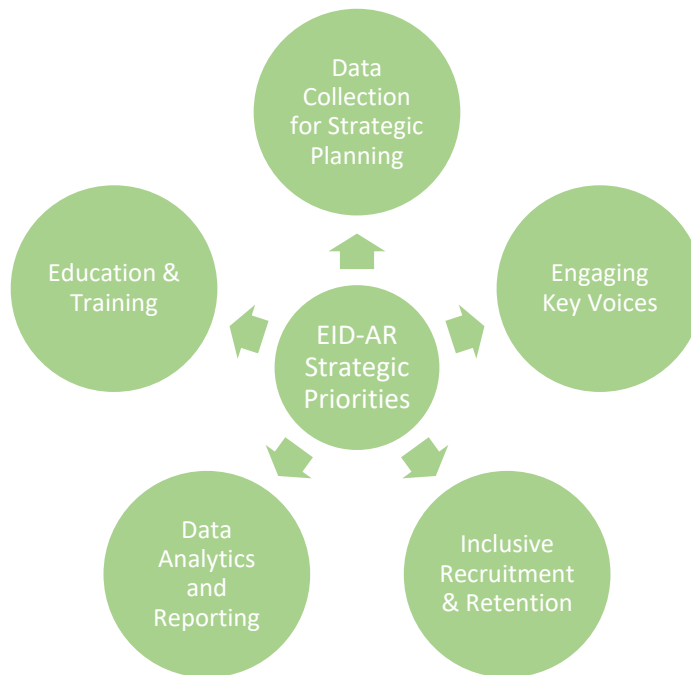 Data
Collection
for Strategic
Planning
Education &
Training
Engaging
Key Voices
EID-AR
Strategic
Priorities
Data
Analytics
and
Reporting
Inclusive
Recruitment
& Retention